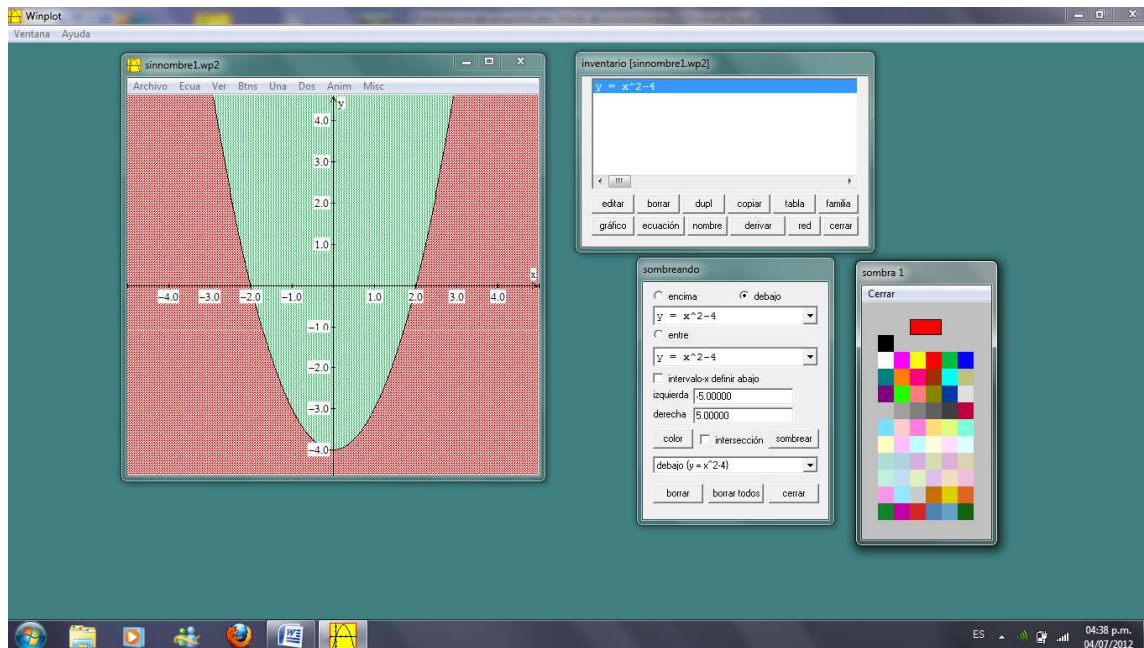 Winplot
Ventana Ayuda
sinnombre1.wp2
Archivo Ecua Ver Btns Una Dos Anim Misc
y
4.0
3.0
2.0
1.0
x
-4.0 -3.0 -2.0 -1.0 1.0 2.0 3.0 4.0
-1.0
-2.0
-3.0
-4.0
inventario [sinnombre1.wp2]
y = x^2-4
editar borrar dupl copiar tabla familia
gráfico ecuación nombre derivar red cerrar
sombreando
encima debajo
y = x^2-4
entre
y = x^2-4
intervalo-x definir abajo
izquierda -5.00000
derecha 5.00000
color intersección sombrear
debajo (y = x^2-4)
borrar borrar todos cerrar
sombra 1
Cerrar
ES 04:38 p.m.
04/07/2012